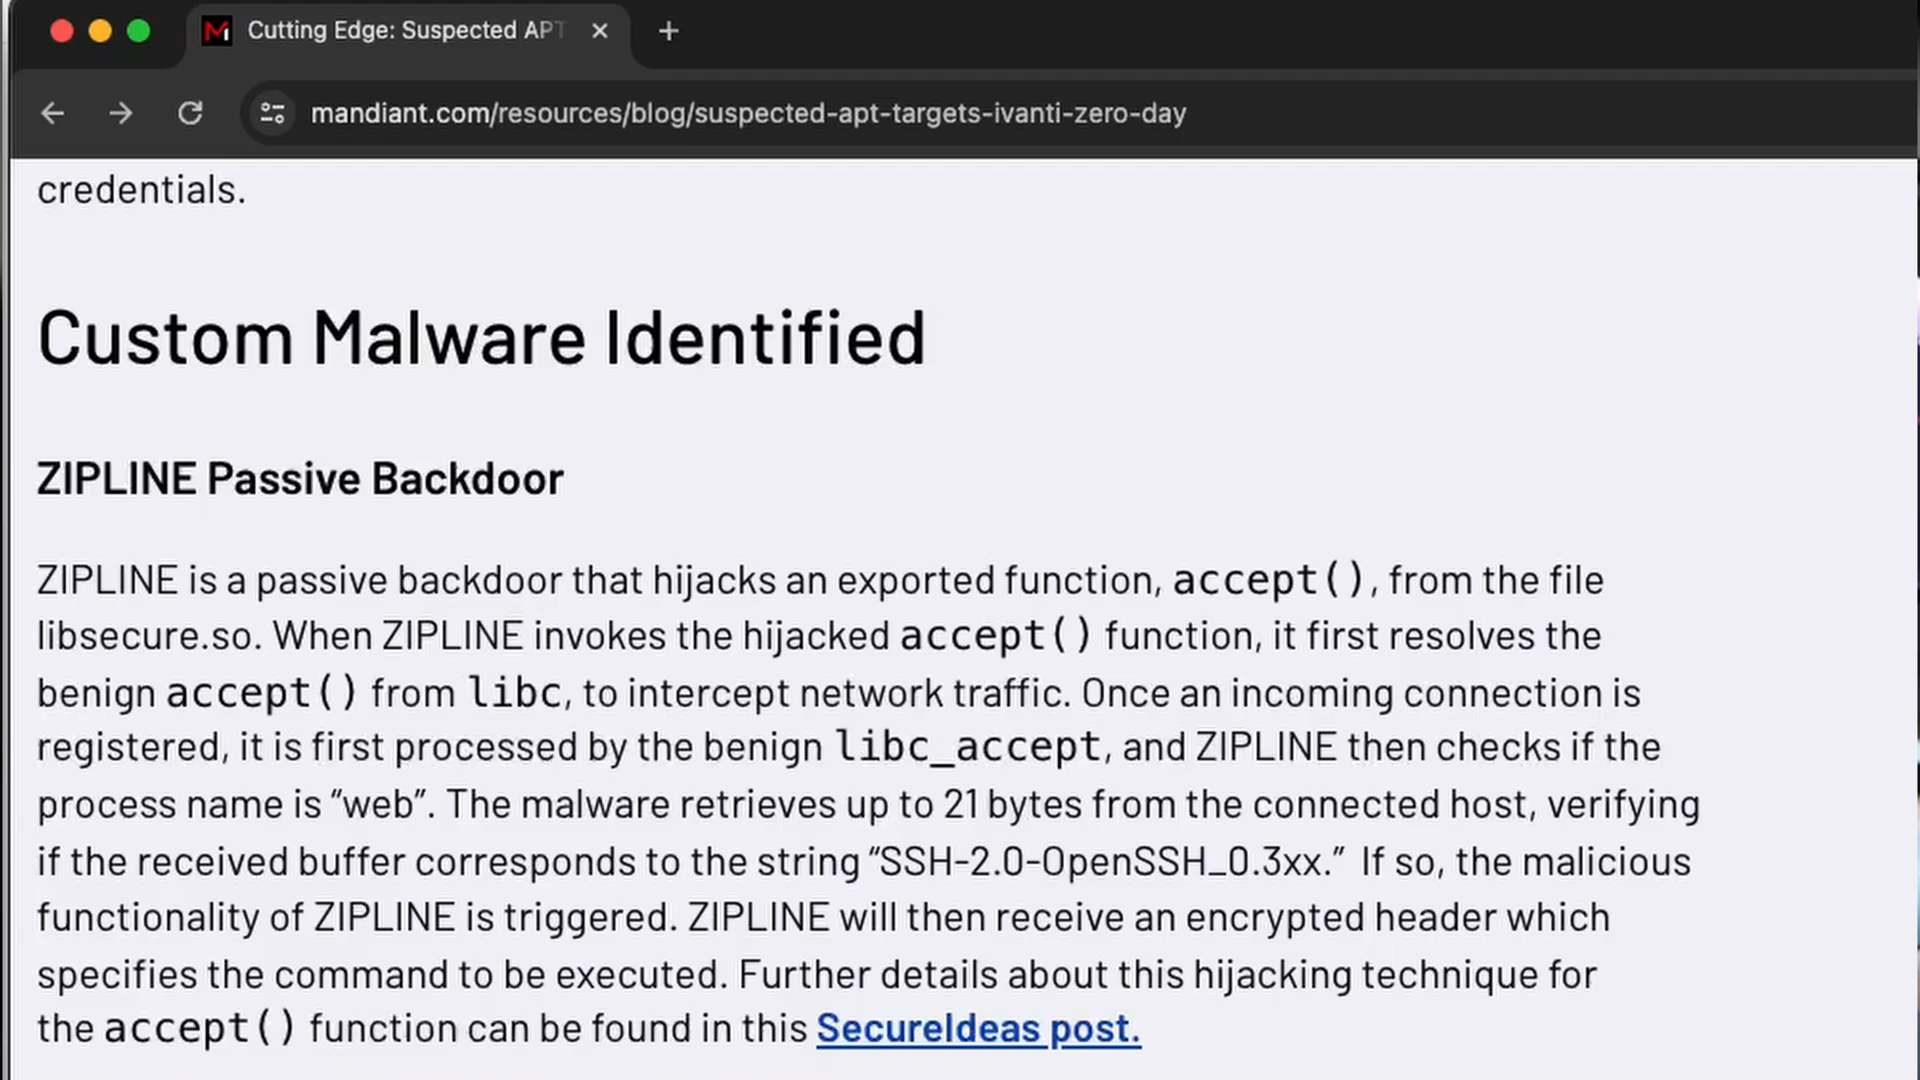 Cutting Edge: Suspected APT
mandiant.com/resources/blog/suspected-apt-targets-ivanti-zero-day
credentials.
Custom Malware Identified
ZIPLINE Passive Backdoor
ZIPLINE is a passive backdoor that hijacks an exported function, accept(), from the file
libsecure.so. When ZIPLINE invokes the hijacked accept() function, it first resolves the
benign accept() from libc, to intercept network traffic. Once an incoming connection is
registered, it is first processed by the benign libc_accept, and ZIPLINE then checks if the
process name is “web”. The malware retrieves up to 21 bytes from the connected host, verifying
if the received buffer corresponds to the string “SSH-2.0-OpenSSH_0.3xx.” If so, the malicious
functionality of ZIPLINE is triggered. ZIPLINE will then receive an encrypted header which
specifies the command to be executed. Further details about this hijacking technique for
the accept() function can be found in this SecureIdeas post.